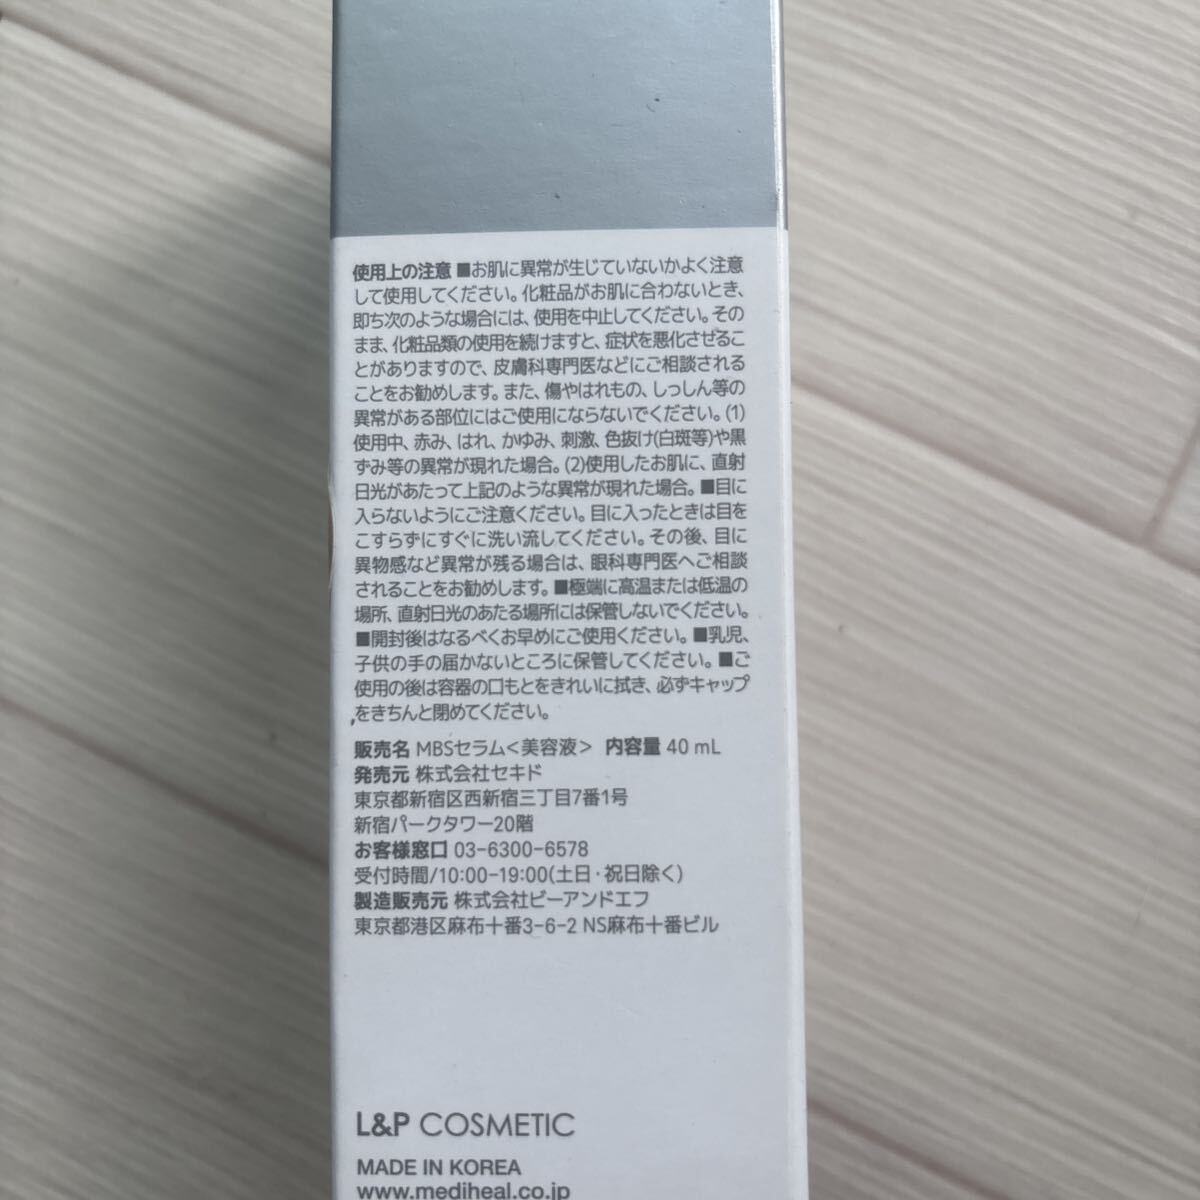 使用上の注意 ■お肌に異常が生じていないかよく注意
して使用してください。化粧品がお肌に合わないとき、
即ち次のような場合には、使用を中止してください。その
まま、化粧品類の使用を続けますと、症状を悪化させるこ
とがありますので、皮膚科専門医などにご相談される
ことをお勧めします。また、傷やはれもの、しっしん等の
異常がある部位にはご使用にならないでください。(1)
使用中、赤み、はれ、かゆみ、刺激、色抜け(白斑等)や黒
ずみ等の異常が現れた場合。(2)使用したお肌に、直射
日光があたって上記のような異常が現れた場合。■目に
入らないようにご注意ください。目に入ったときは目を
こすらずにすぐに洗い流してください。その後、目に
異物感など異常が残る場合は、眼科専門医へご相談
されることをお勧めします。■極端に高温または低温の
場所、直射日光のあたる場所には保管しないでください。
■開封後はなるべくお早めにご使用ください。■乳児、
子供の手の届かないところに保管してください。■ご
使用の後は容器の口もとをきれいに拭き、必ずキャップ
をきちんと閉めてください。
販売名 MBSセラム<美容液> 内容量 40 mL
発売元 株式会社セキド
東京都新宿区西新宿三丁目7番1号
新宿パークタワー20階
お客様窓口 03-6300-6578
受付時間/10:00-19:00(土日・祝日除く)
製造販売元 株式会社ビーアンドエフ
東京都港区麻布十番3-6-2 NS麻布十番ビル
L&P COSMETIC
MADE IN KOREA
www.mediheal.co.jp